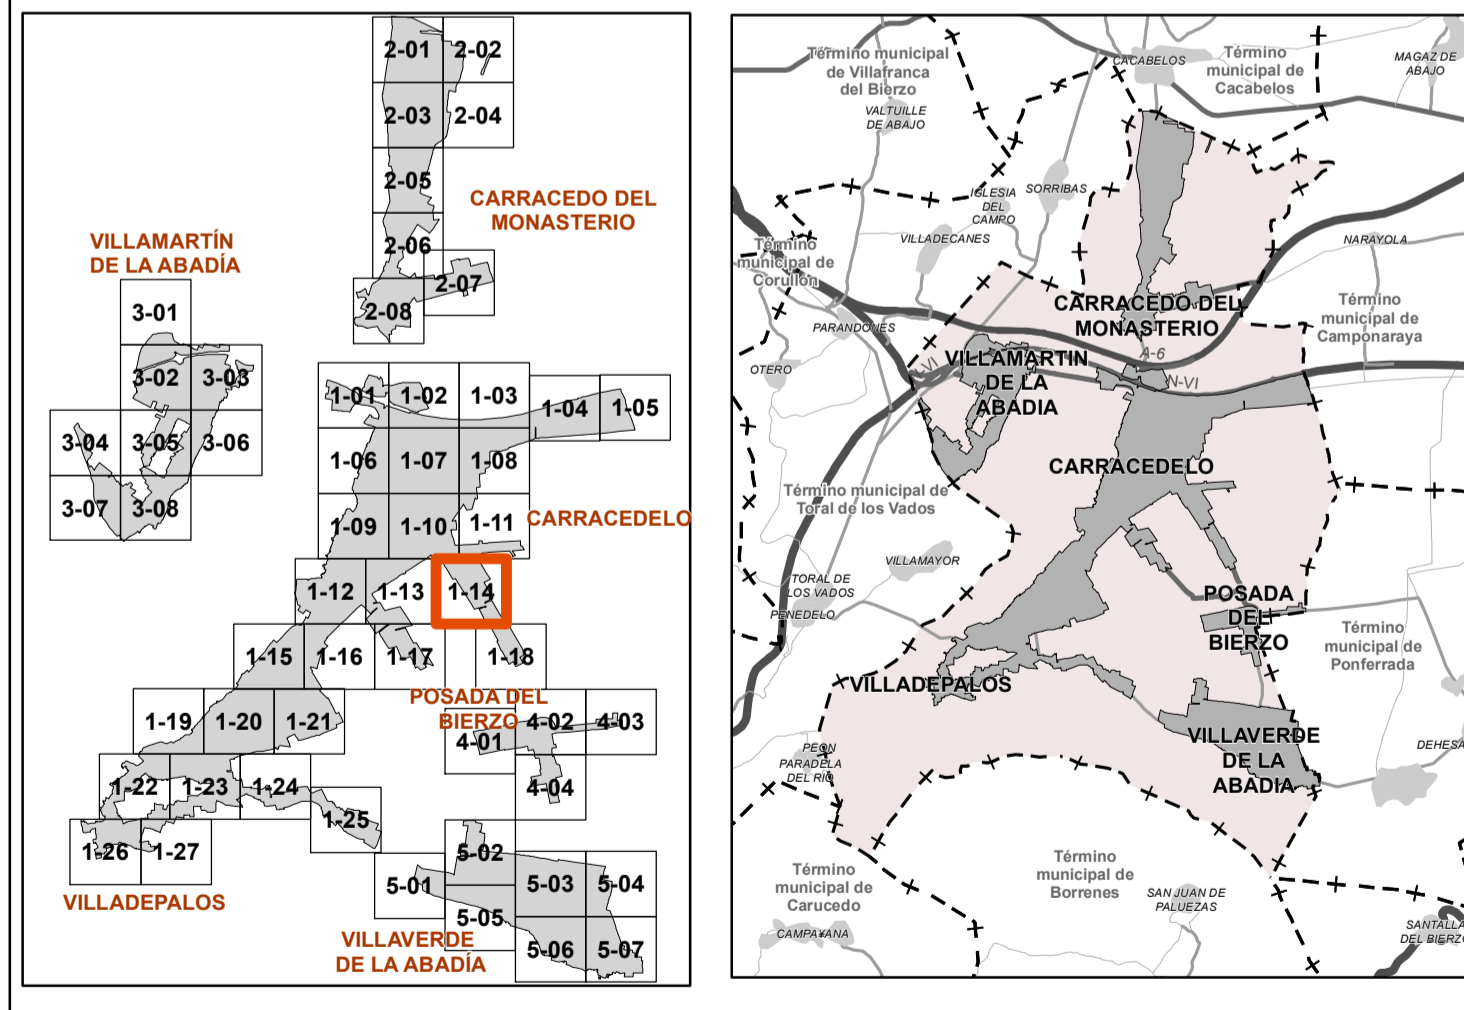 2-01
2-02
2-03
2-04
2-05
2-06
2-07
2-08
CARRACEDO DEL
MONASTERIO
VILLAMARTÍN
DE LA ABADÍA
3-01
3-02
3-03
3-04
3-05
3-06
3-07
3-08
1-01
1-02
1-03
1-04
1-05
1-06
1-07
1-08
1-09
1-10
1-11
CARRACEDELO
1-12
1-13
1-14
1-15
1-16
1-17
1-18
1-19
1-20
1-21
POSADA DEL
BIERZO
4-01
4-02
4-03
4-04
1-22
1-23
1-24
1-25
1-26
1-27
VILLADEPALOS
5-01
5-02
5-03
5-04
5-05
5-06
5-07
VILLAVERDE
DE LA ABADÍA
Término municipal
de Villafranca
del Bierzo
VALTUILLE
DE ABAJO
CACABELOS
Término
municipal de
Cacabelos
MAGAZ DE
ABAJO
IGLESIA
DEL
CAMPO
SORRIBAS
VILLADECANES
NARAYOLA
Término
municipal de
Corullón
PARANDONES
OTERO
CARRACEDO DEL
MONASTERIO
Término
municipal de
Camponaraya
A-6
N-VI
VILLAMARTIN
DE LA
ABADIA
CARRACEDELO
Término municipal de
Toral de los Vados
VILLAMAYOR
TORAL DE
LOS VADOS
PENEDELO
POSADA
DEL
BIERZO
Término
municipal de
Ponferrada
VILLADEPALOS
VILLAVERDE
DE LA
ABADIA
DEHESA
PEON
PARADELA
DEL RÍO
Término
municipal de
Carucedo
CAMPA¥ANA
Término
municipal de
Borrenes
SAN JUAN DE
PALUEZAS
SANTALLA
DEL BIERZO